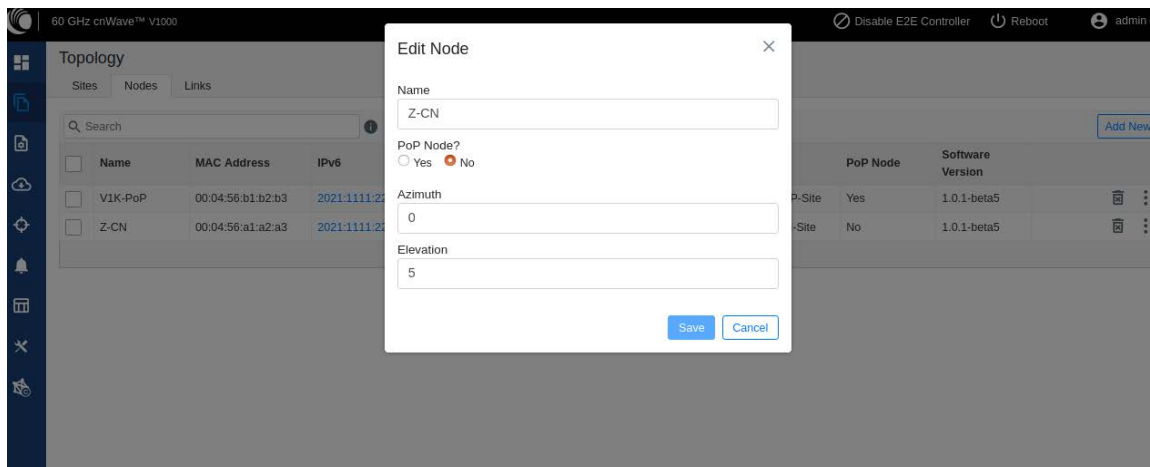 60 GHz cnWave™ V1000
Disable E2E Controller
Reboot
admin
Topology
Sites
Nodes
Links
Search
Add New
Name
MAC Address
IPv6
PoP Node
Software
Version
V1K-PoP
00:04:56:b1:b2:b3
2021:1111:22
P-Site
Yes
1.0.1-beta5
Z-CN
00:04:56:a1:a2:a3
2021:1111:22
-Site
No
1.0.1-beta5
Edit Node
Name
Z-CN
PoP Node?
Yes No
Azimuth
0
Elevation
5
Save Cancel